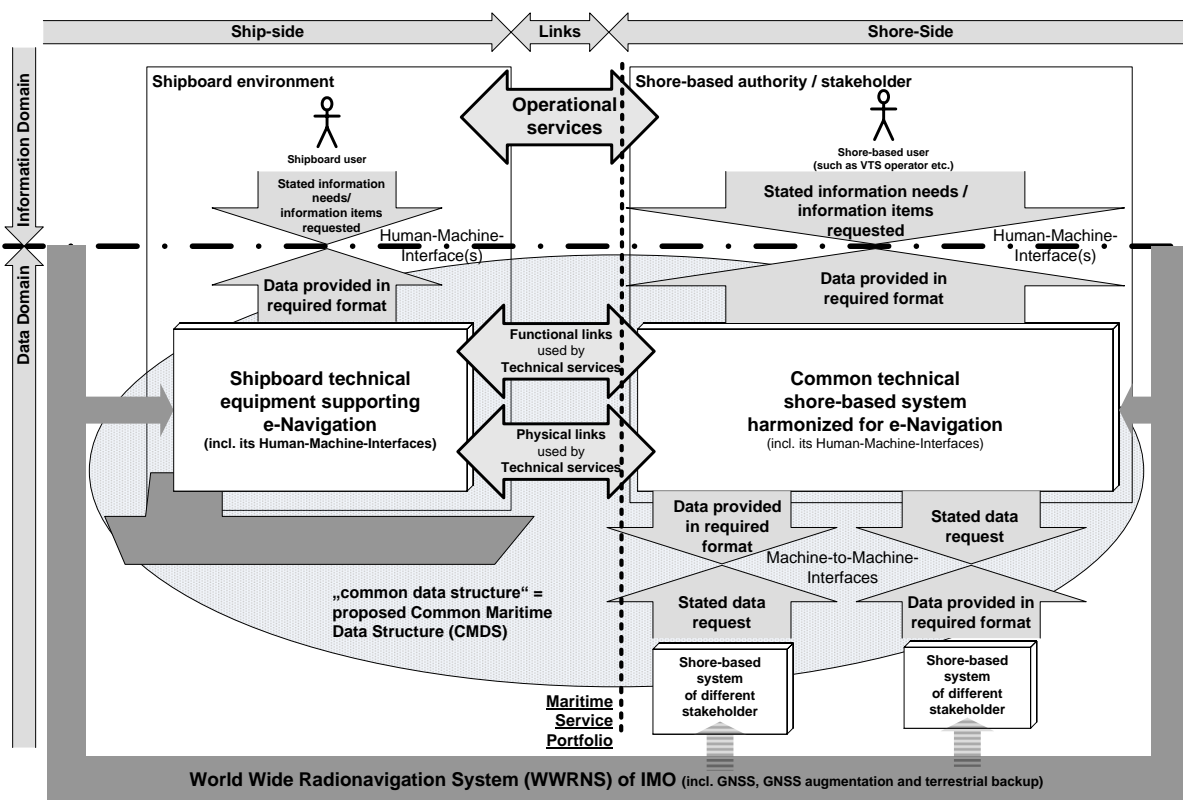 Ship-side
Links
Shore-Side
Information Domain
Data Domain
Shipboard environment
Shipboard user
Stated information
needs/
information items
requested
Human-Machine-
Interface(s)
Data provided in
required format
Shipboard technical
equipment supporting
e-Navigation
(incl. its Human-Machine-Interfaces)
Operational
services
Functional links
used by
Technical services
Physical links
used by
Technical services
Shore-based authority / stakeholder
Shore-based user
(such as VTS operator etc.)
Stated information needs /
information items
requested
Human-Machine-
Interface(s)
Data provided in
required format
Common technical
shore-based system
harmonized for e-Navigation
(incl. its Human-Machine-Interfaces)
Data provided
in required
format
Stated data
request
Machine-to-Machine-
Interfaces
Stated data
request
Data provided in
required format
Shore-based
system
of different
stakeholder
Shore-based
system
of different
stakeholder
„common data structure“ =
proposed Common Maritime
Data Structure (CMDS)
Maritime
Service
Portfolio
World Wide Radionavigation System (WWRNS) of IMO (incl. GNSS, GNSS augmentation and terrestrial backup)